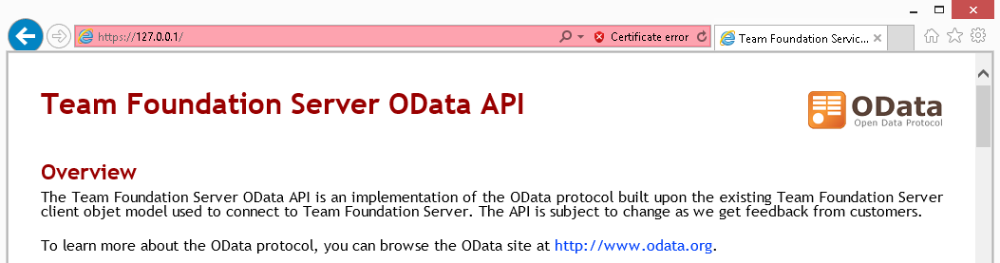 https://127.0.0.1/
Certificate error
Team Foundation Servic...
Team Foundation Server OData API
OData
Open Data Protocol
Overview
The Team Foundation Server OData API is an implementation of the OData protocol built upon the existing Team Foundation Server
client objet model used to connect to Team Foundation Server. The API is subject to change as we get feedback from customers.
To learn more about the OData protocol, you can browse the OData site at http://www.odata.org.